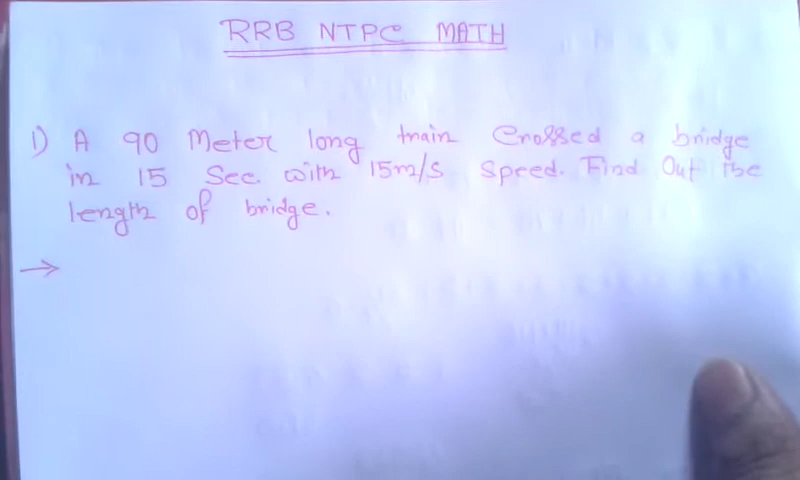 RRB NTPC MATH
1) A 90 Meter long train Crossed a bridge
in 15 Sec. with 15m/s Speed. Find Out the
length of bridge.
→